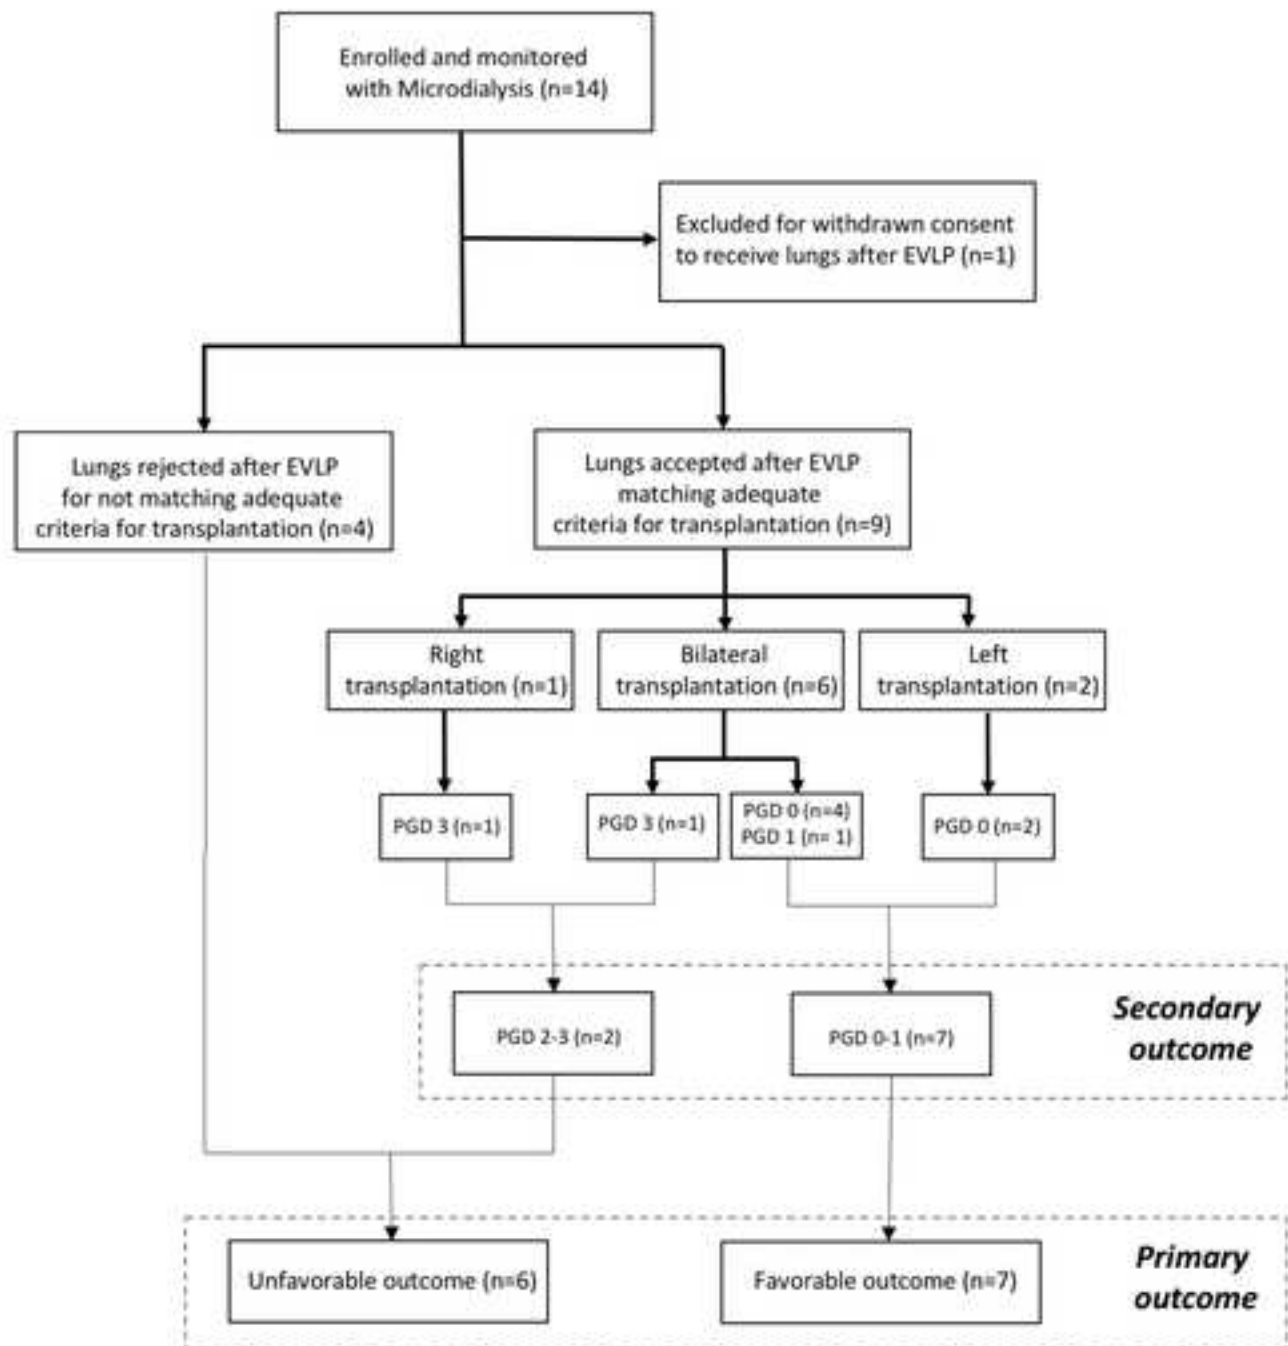 Enrolled and monitored
with Microdialysis (n=14)
Excluded for withdrawn consent
to receive lungs after EVLP (n=1)
Lungs rejected after EVLP
for not matching adequate
criteria for transplantation (n=4)
Lungs accepted after EVLP
matching adequate
criteria for transplantation (n=9)
Right
transplantation (n=1)
Bilateral
transplantation (n=6)
Left
transplantation (n=2)
PGD 3 (n=1)
PGD 3 (n=1)
PGD 0 (n=4)
PGD 1 (n= 1)
PGD 0 (n=2)
PGD 2-3 (n=2)
PGD 0-1 (n=7)
Secondary
outcome
Unfavorable outcome (n=6)
Favorable outcome (n=7)
Primary
outcome